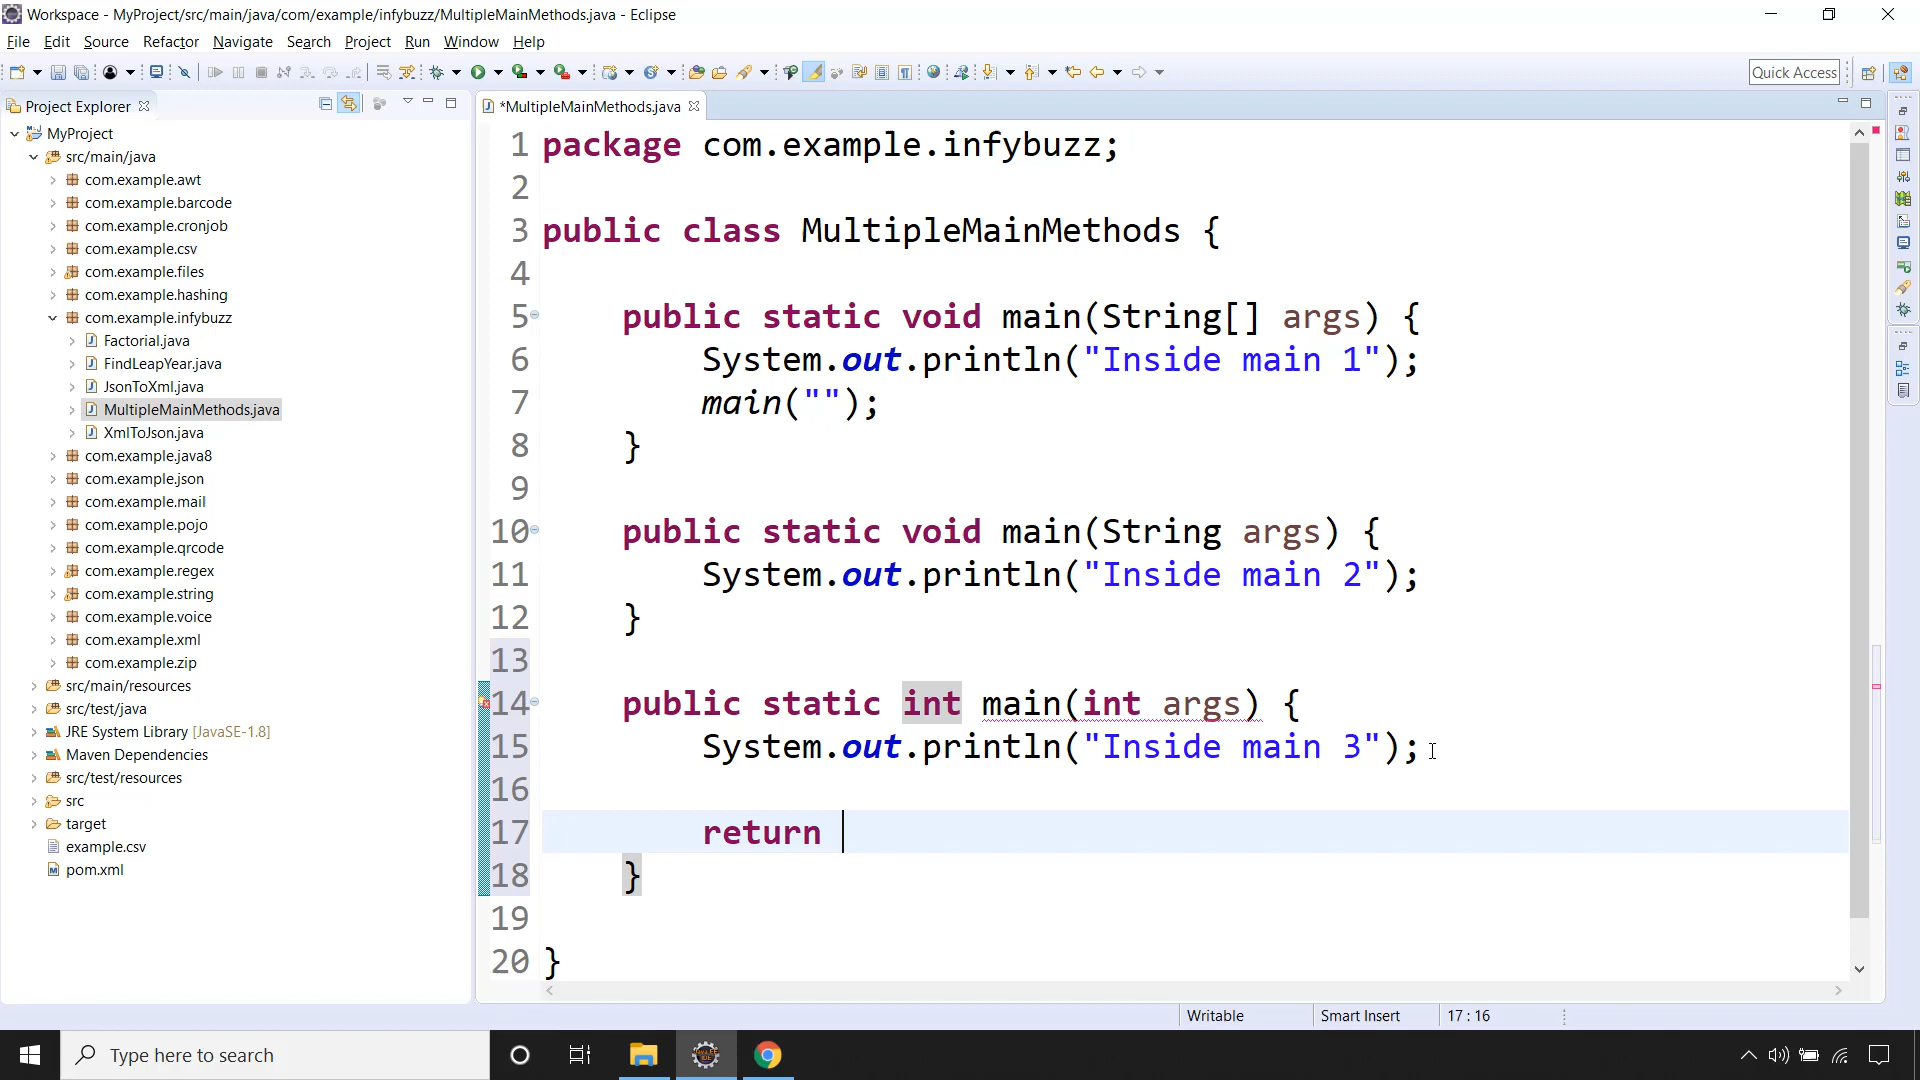 Workspace - MyProject/src/main/java/com/example/infybuzz/MultipleMainMethods.java - Eclipse
File Edit Source Refactor Navigate Search Project Run Window Help
Quick Access
Project Explorer
*MultipleMainMethods.java
MyProject
src/main/java
com.example.awt
com.example.barcode
com.example.cronjob
com.example.csv
com.example.files
com.example.hashing
com.example.infybuzz
Factorial.java
FindLeapYear.java
JsonToXml.java
MultipleMainMethods.java
XmlToJson.java
com.example.java8
com.example.json
com.example.mail
com.example.pojo
com.example.qrcode
com.example.regex
com.example.string
com.example.voice
com.example.xml
com.example.zip
src/main/resources
src/test/java
JRE System Library [JavaSE-1.8]
Maven Dependencies
src/test/resources
src
target
example.csv
pom.xml
1 package com.example.infybuzz;
2
3 public class MultipleMainMethods {
4
5 public static void main(String[] args) {
6 System.out.println("Inside main 1");
7 main("");
8 }
9
10 public static void main(String args) {
11 System.out.println("Inside main 2");
12 }
13
14 public static int main(int args) {
15 System.out.println("Inside main 3");
16
17 return
18 }
19
20 }
Writable Smart Insert 17 : 16
Type here to search